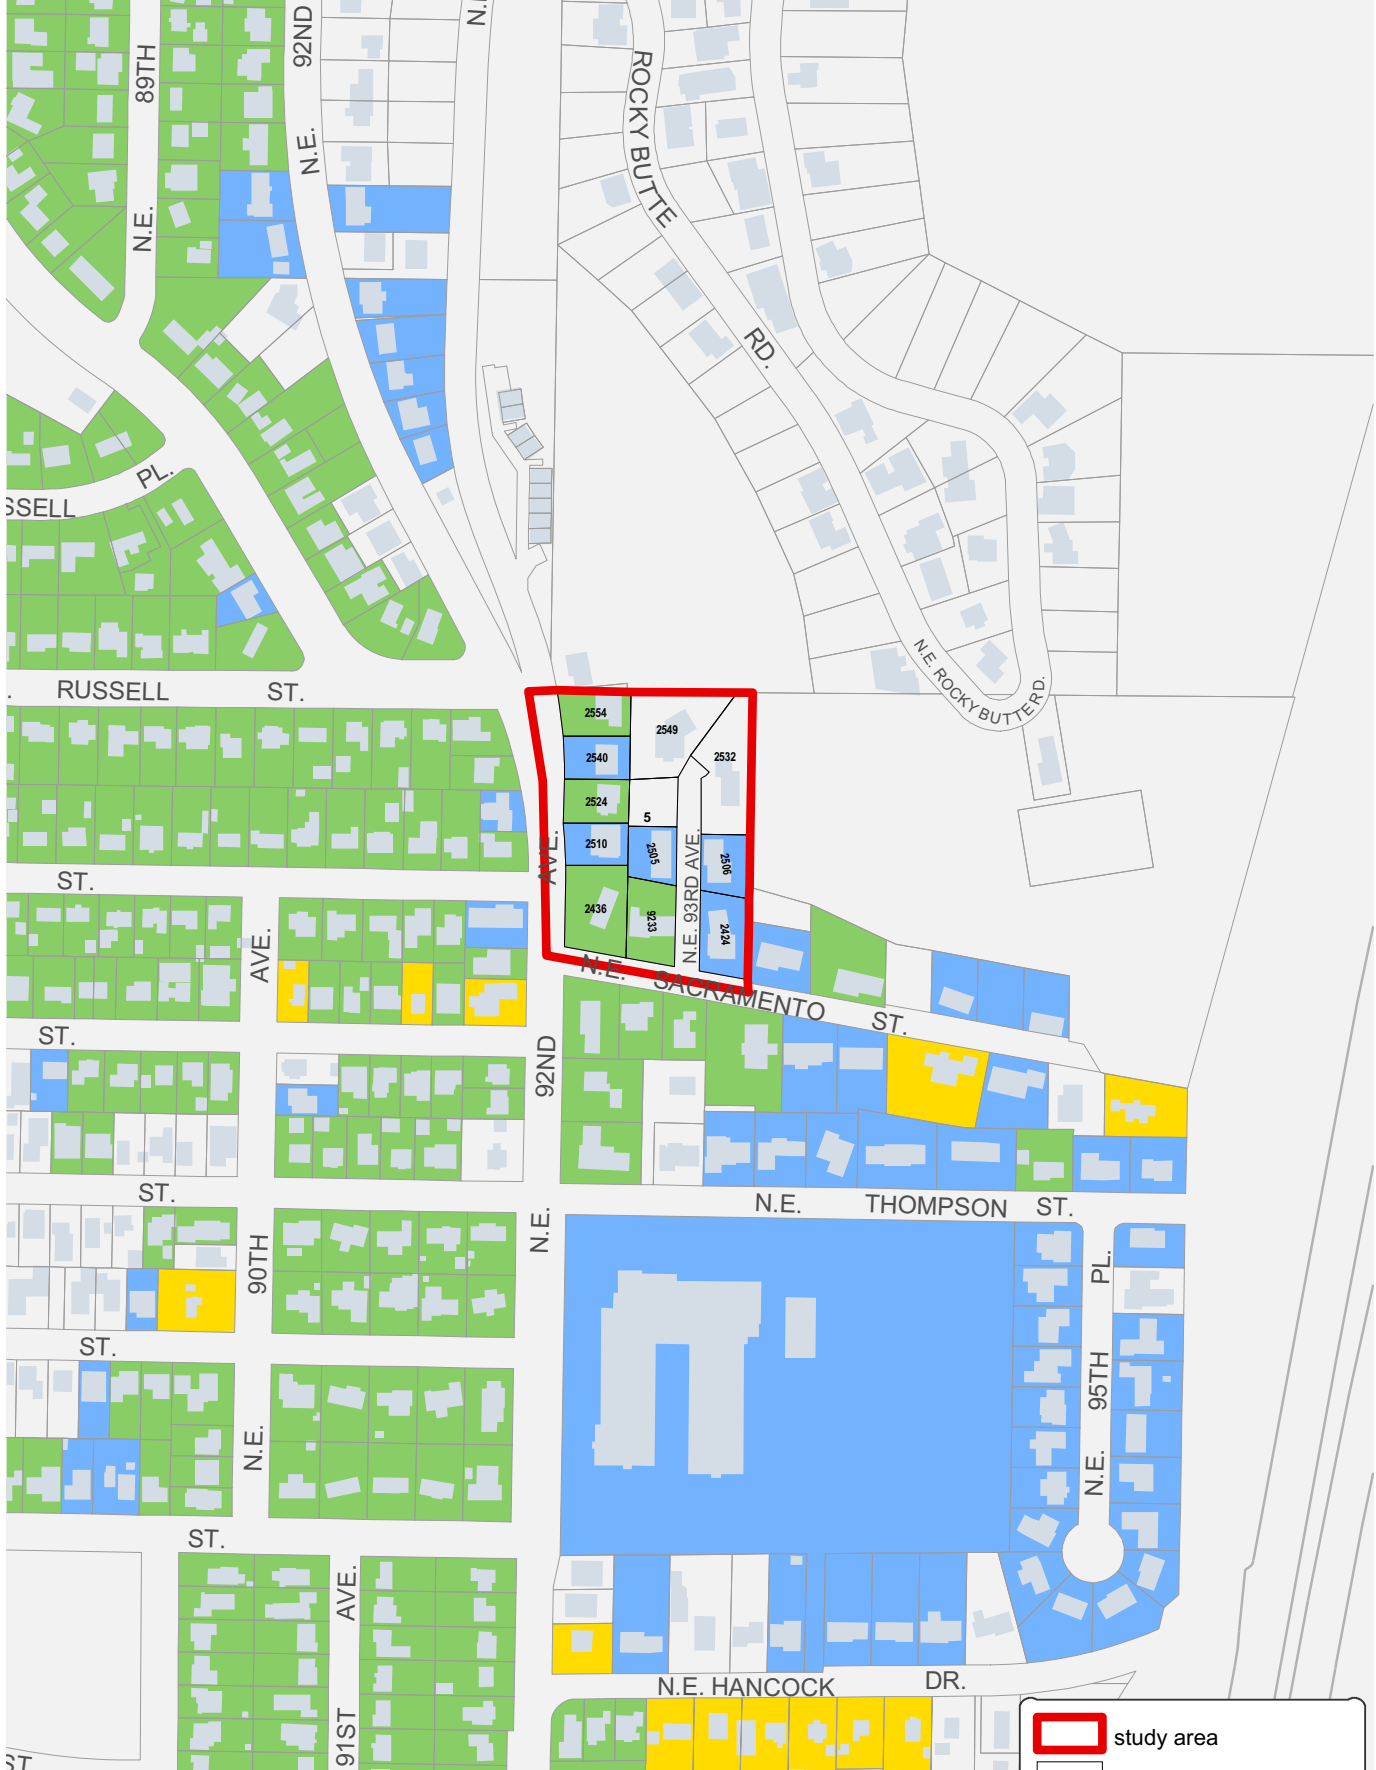 89TH
N.E.
92ND
N.E.
ROCKY BUTTE
RD.
PL.
RUSSELL
ST.
N.E. ROCKY BUTTE RD.
2554
2549
2540
2532
2524
5
2510
2505
2506
2436
9233
2424
N.E. 93RD AVE.
AVE.
ST.
AVE.
N.E.
SACRAMENTO
ST.
ST.
92ND
ST.
N.E.
THOMPSON
ST.
N.E.
90TH
PL.
ST.
95TH
N.E.
N.E.
ST.
AVE.
N.E. HANCOCK
DR.
91ST
study area